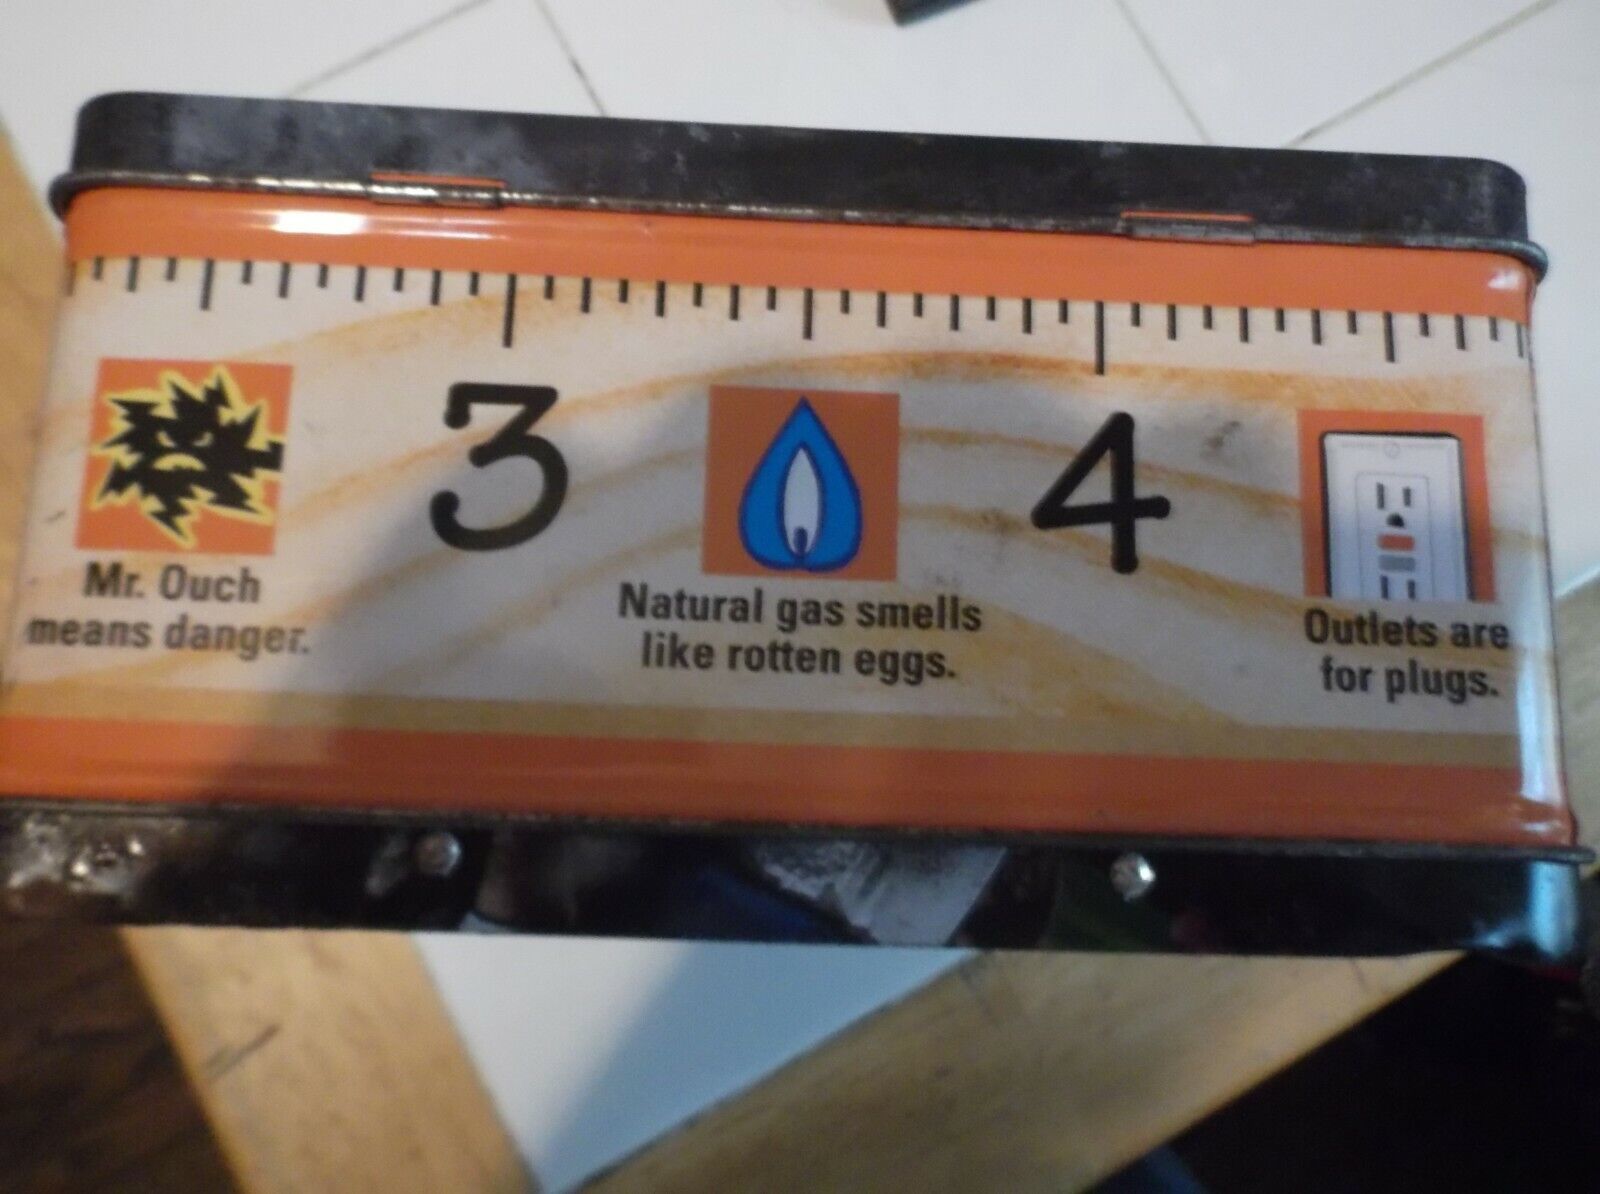 3
4
Mr. Ouch
means danger.
Natural gas smells
like rotten eggs.
Outlets are
for plugs.